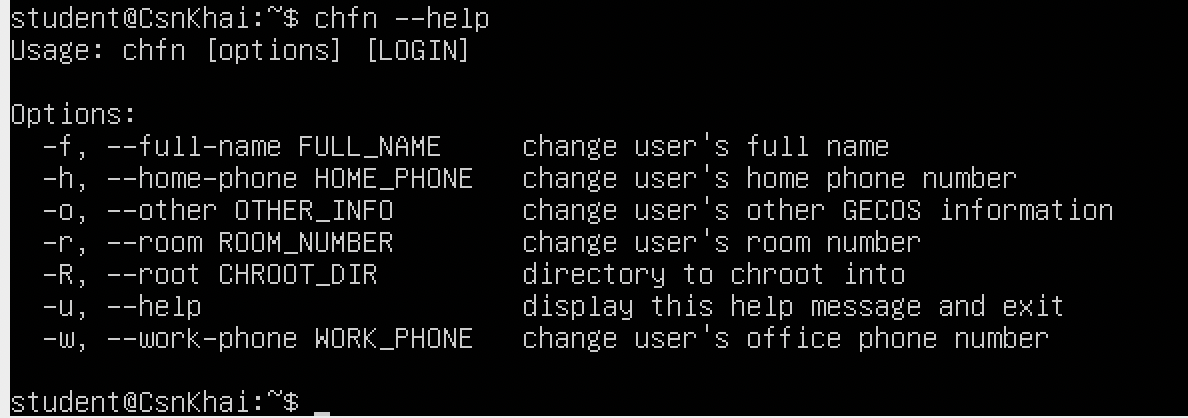 student@CsnKhai:~$ chfn --help
Usage: chfn [options] [LOGIN]

Options:
  -f, --full-name FULL_NAME     change user's full name
  -h, --home-phone HOME_PHONE   change user's home phone number
  -o, --other OTHER_INFO        change user's other GECOS information
  -r, --room ROOM_NUMBER        change user's room number
  -R, --root CHROOT_DIR         directory to chroot into
  -u, --help                    display this help message and exit
  -w, --work-phone WORK_PHONE   change user's office phone number

student@CsnKhai:~$ _